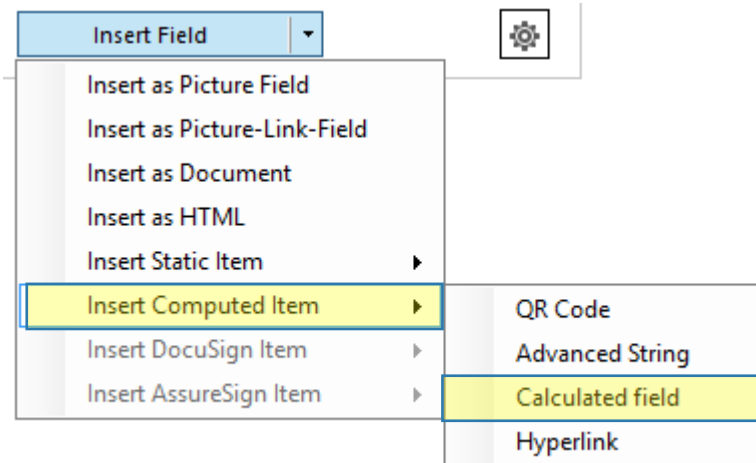 Insert Field
Insert as Picture Field
Insert as Picture-Link-Field
Insert as Document
Insert as HTML
Insert Static Item
Insert Computed Item
Insert DocuSign Item
Insert AssureSign Item
QR Code
Advanced String
Calculated field
Hyperlink